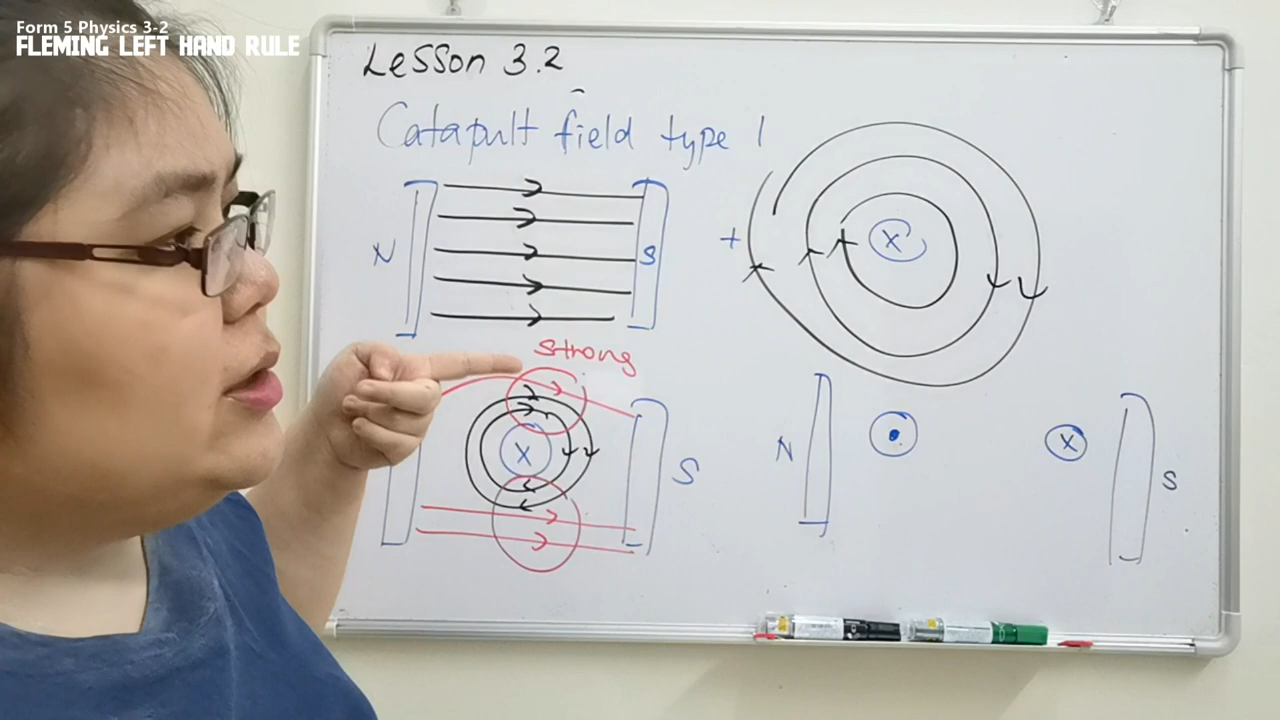 Form 5 Physics 3-2
FLEMING LEFT HAND RULE
Lesson 3.2
Catapult field type 1
N
S
+
X
strong
X
S
N
X
S